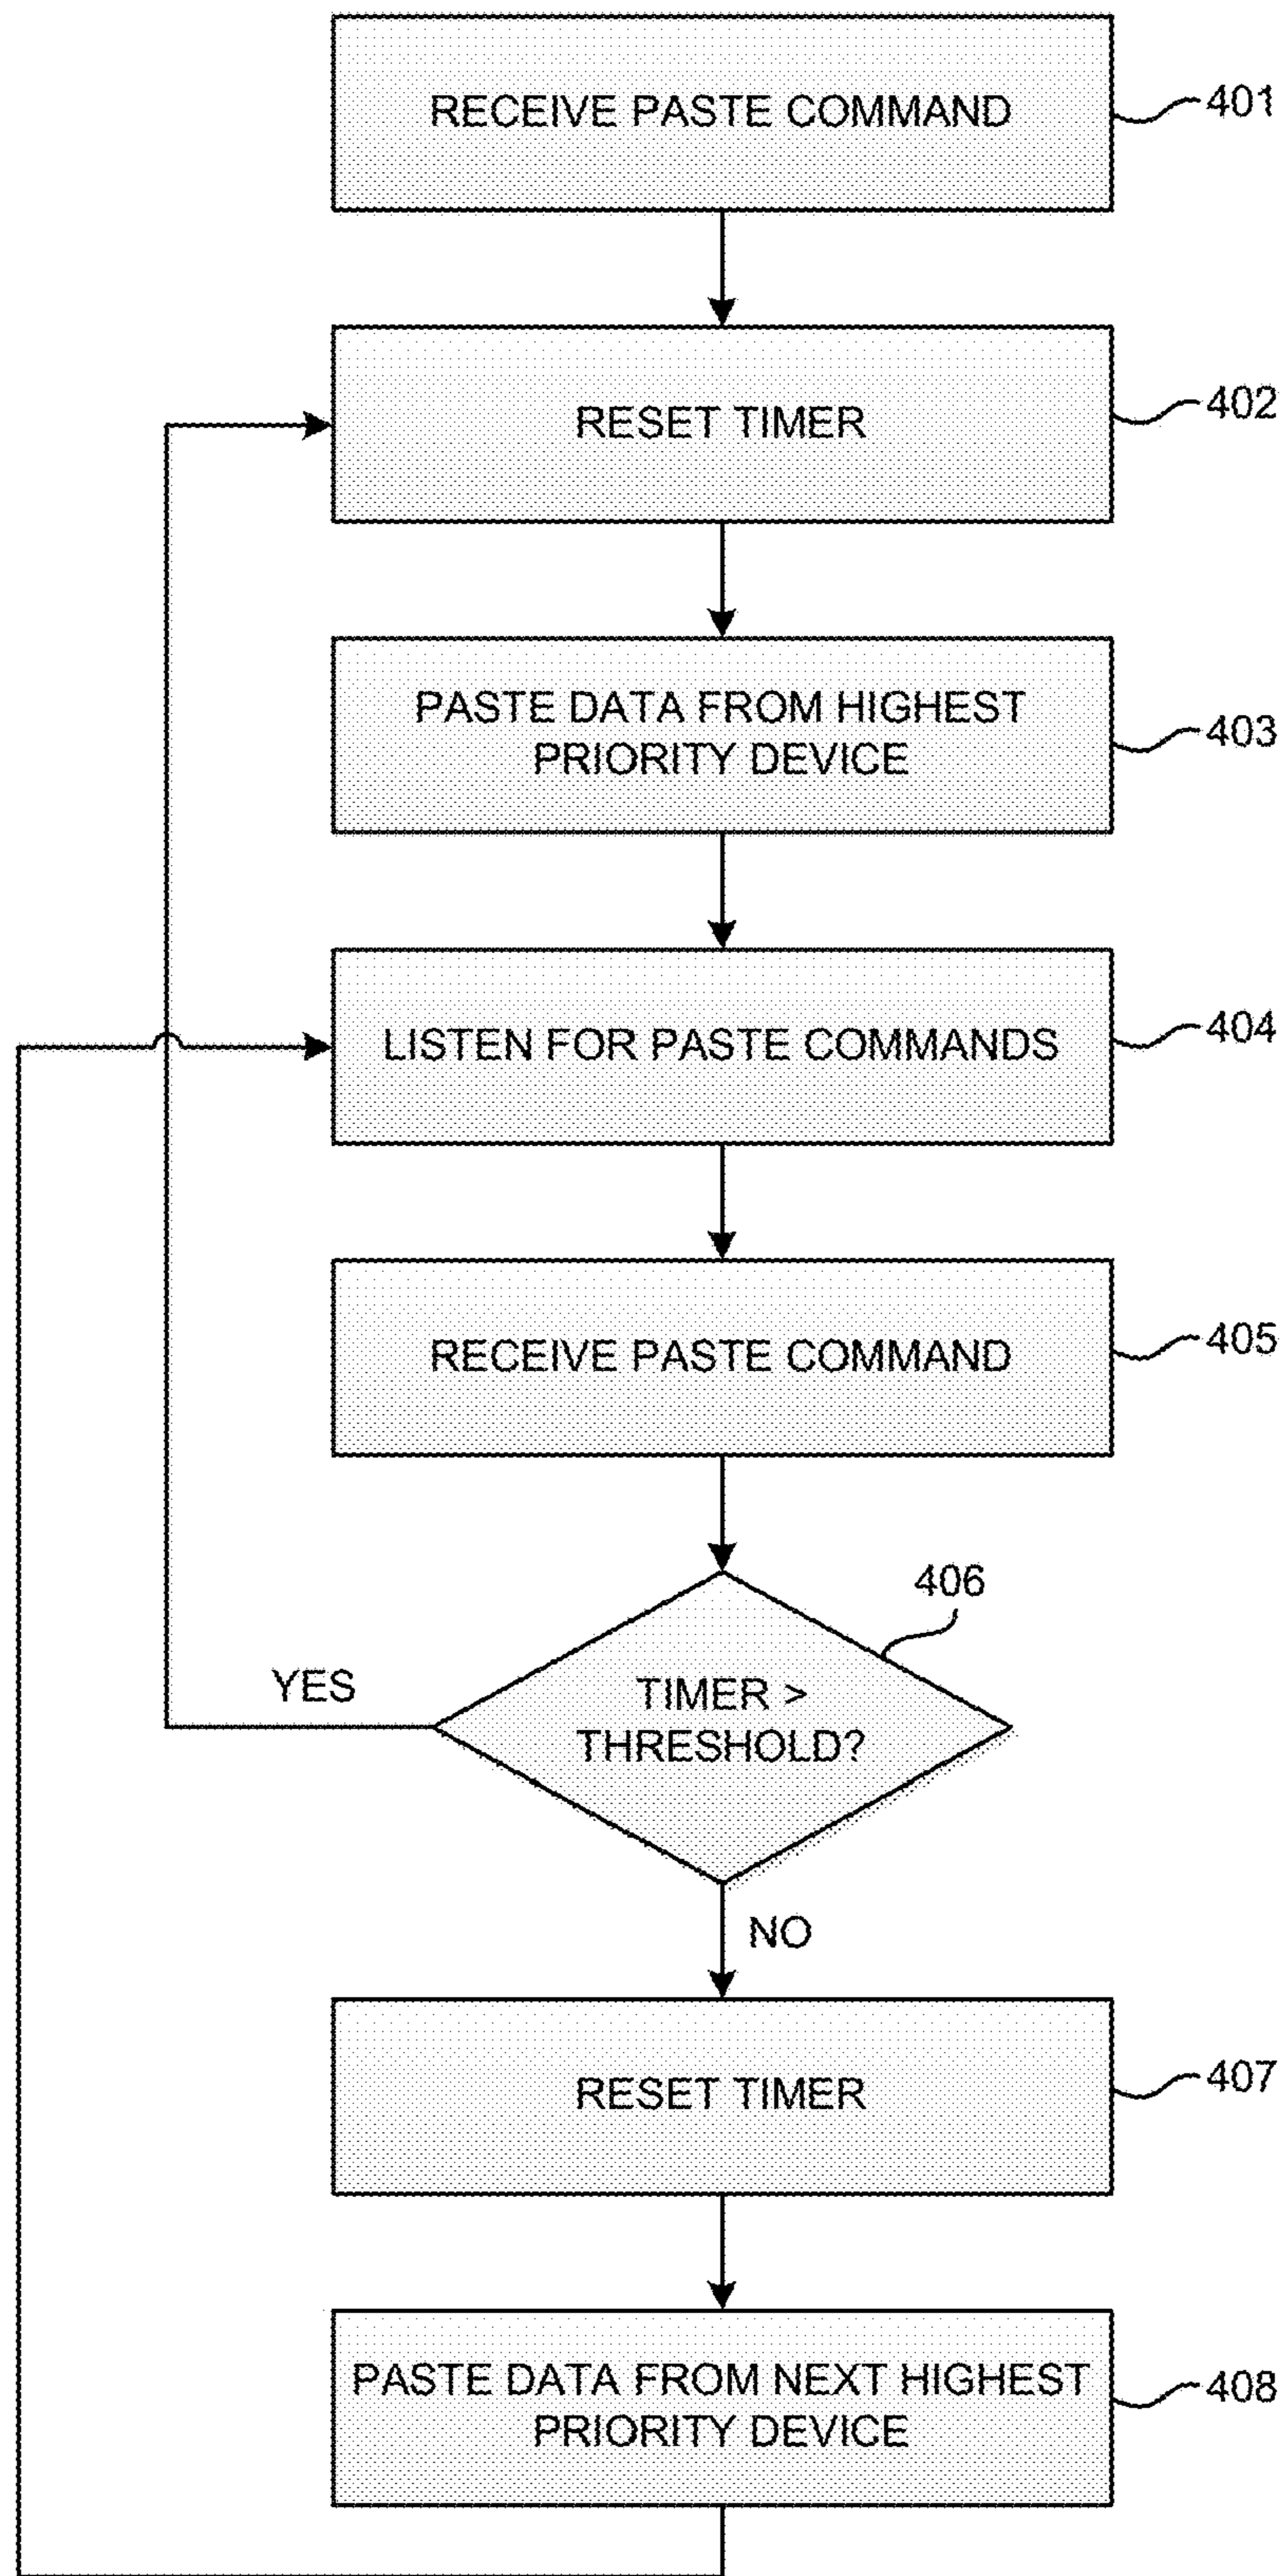 RECEIVE PASTE COMMAND
401
RESET TIMER
402
PASTE DATA FROM HIGHEST
PRIORITY DEVICE
403
LISTEN FOR PASTE COMMANDS
404
RECEIVE PASTE COMMAND
405
406
YES
TIMER >
THRESHOLD?
NO
RESET TIMER
407
PASTE DATA FROM NEXT HIGHEST
PRIORITY DEVICE
408